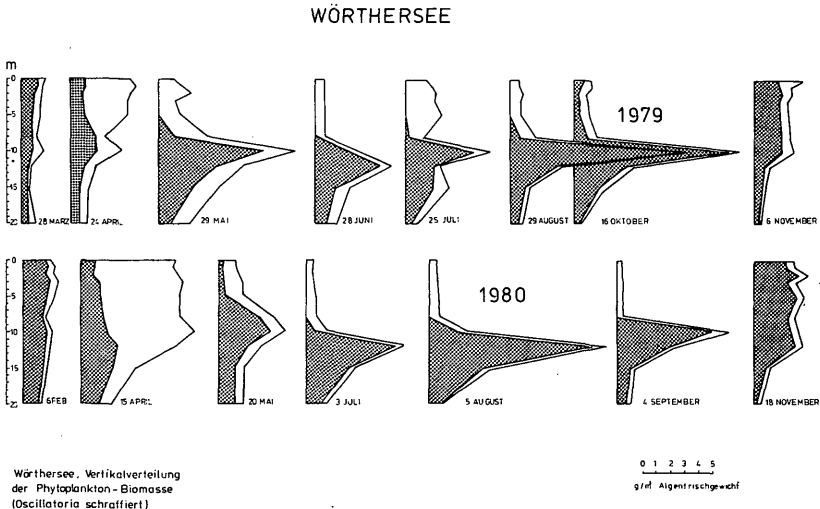 WÖRTHERSEE
m
0
5
10
15
20
28 MÄRZ
24 APRIL
29 MAI
28 JUNI
25 JULI
29 AUGUST
16 OKTOBER
1979
6 NOVEMBER
0
5
10
15
20
6 FEB
15 APRIL
20 MAI
3 JULI
5 AUGUST
1980
4 SEPTEMBER
18 NOVEMBER
Wörthersee, Vertikalverteilung
der Phytoplankton-Biomasse
(Oscillatoria schraffiert)
0 1 2 3 4 5
Algenfrischgewicht